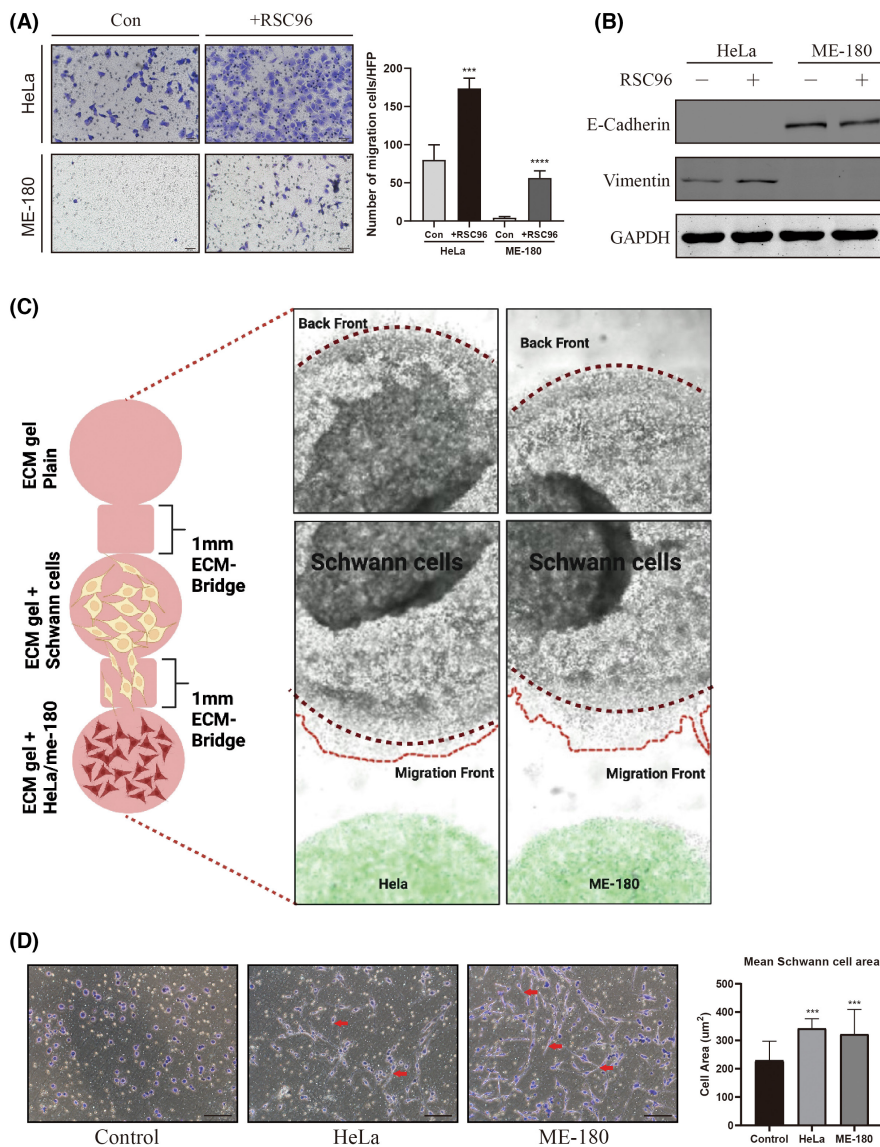 (A)
Con
+RSC96
HeLa
ME-180
Number of migration cells/HFP
200
150
100
50
0
***
****
Con
+RSC96
Con
+RSC96
HeLa
ME-180
(B)
HeLa
ME-180
RSC96
−
+
−
+
E-Cadherin
Vimentin
GAPDH
(C)
ECM gel
Plain
1mm
ECM-
Bridge
ECM gel +
Schwann cells
1mm
ECM-
Bridge
ECM gel +
HeLa/me-180
Back Front
Back Front
Schwann cells
Schwann cells
Migration Front
Migration Front
Hela
ME-180
(D)
Control
HeLa
ME-180
Mean Schwann cell area
Cell Area (um²)
500
400
300
200
100
0
***
***
Control
HeLa
ME-180